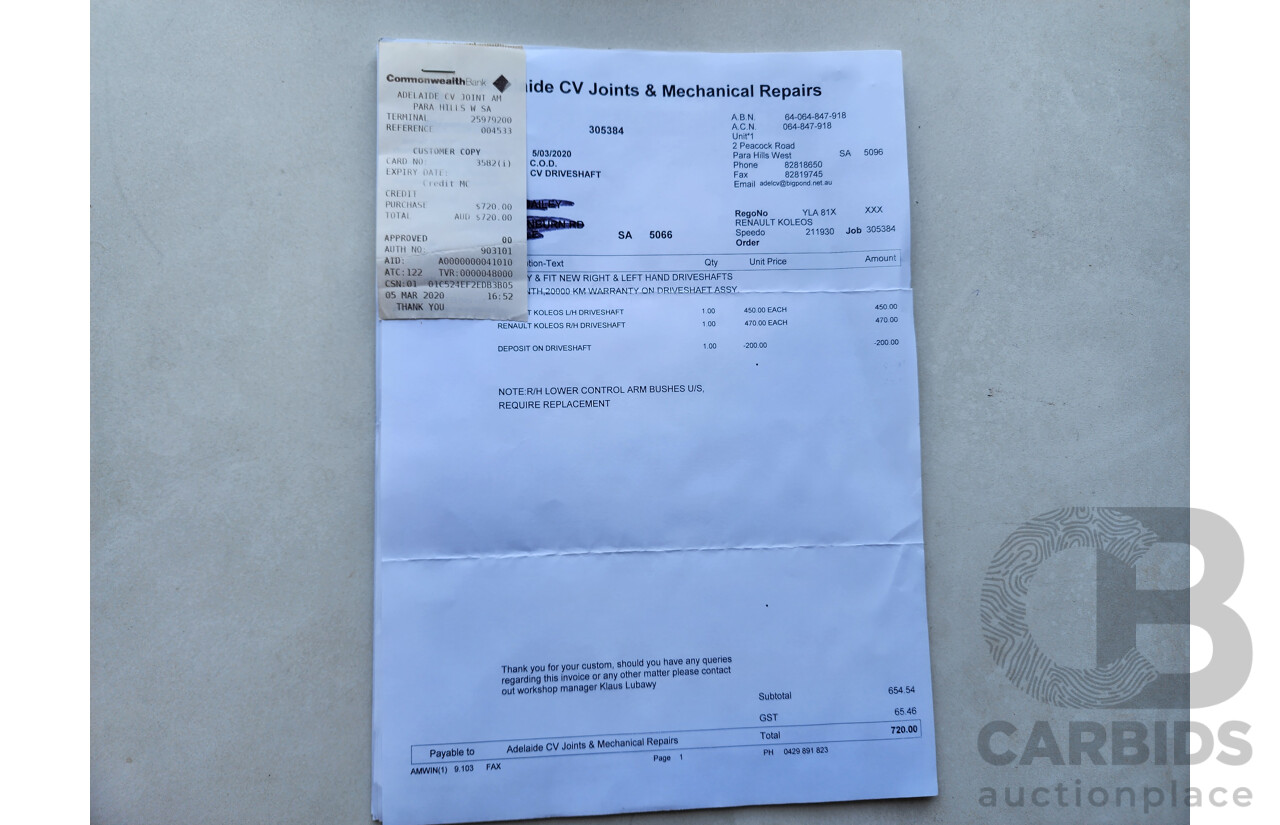 CommonwealthBank
ADELAIDE CV JOINT AM
PARA HILLS W SA
TERMINAL 25979200
REFERENCE 004533
CUSTOMER COPY
CARD NO: 3582(i)
EXPIRY DATE:
Credit MC
CREDIT
PURCHASE $720.00
TOTAL AUD $720.00
APPROVED 00
AUTH NO: 903101
AID: A0000000041010
ATC:122 TVR:0000048000
CSN:01 01C524EF2EDB3B05
05 MAR 2020 16:52
THANK YOU
ide CV Joints & Mechanical Repairs
305384
5/03/2020
C.O.D.
CV DRIVESHAFT
SA 5066
A.B.N. 64-064-847-918
A.C.N. 064-847-918
Unit*1
2 Peacock Road
Para Hills West SA 5096
Phone 82818650
Fax 82819745
Email adelcv@bigpond.net.au
RegoNo YLA 81X XXX
RENAULT KOLEOS
Speedo 211930 Job 305384
Order
tion-Text Qty Unit Price Amount
Y & FIT NEW RIGHT & LEFT HAND DRIVESHAFTS
NTH,20000 KM WARRANTY ON DRIVESHAFT ASSY
T KOLEOS L/H DRIVESHAFT 1.00 450.00 EACH 450.00
RENAULT KOLEOS R/H DRIVESHAFT 1.00 470.00 EACH 470.00
DEPOSIT ON DRIVESHAFT 1.00 -200.00 -200.00
NOTE:R/H LOWER CONTROL ARM BUSHES U/S,
REQUIRE REPLACEMENT
Thank you for your custom, should you have any queries
regarding this invoice or any other matter please contact
out workshop manager Klaus Lubawy
Subtotal 654.54
GST 65.46
Total 720.00
Payable to Adelaide CV Joints & Mechanical Repairs
AMWIN(1) 9.103 FAX Page 1 PH 0429 891 823
CB
CARBIDS
auctionplace